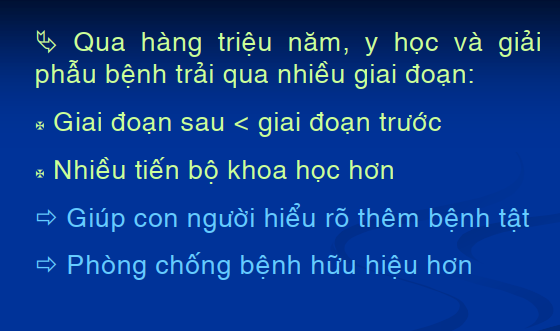 Qua hàng triệu năm, y học và giải
phẫu bệnh trải qua nhiều giai đoạn:
Giai đoạn sau < giai đoạn trước
Nhiều tiến bộ khoa học hơn
⇨ Giúp con người hiểu rõ thêm bệnh tật
⇨ Phòng chống bệnh hữu hiệu hơn